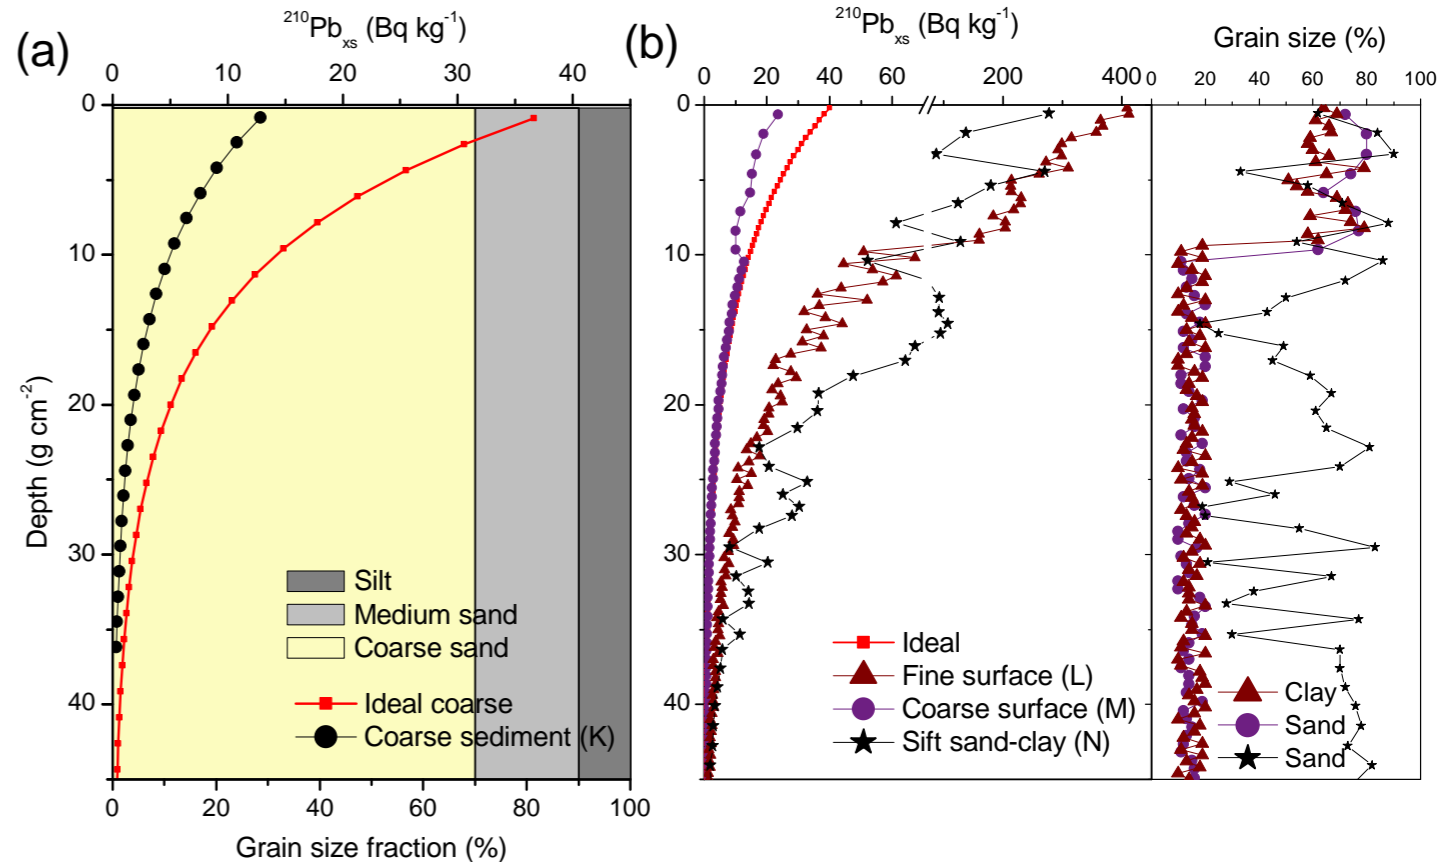 (a)
²¹⁰Pbₓₛ (Bq kg⁻¹)
0 10 20 30 40
0
10
20
30
40
Depth (g cm⁻²)
Silt
Medium sand
Coarse sand
Ideal coarse
Coarse sediment (K)
0 20 40 60 80 100
Grain size fraction (%)
(b)
²¹⁰Pbₓₛ (Bq kg⁻¹)
0 20 40 60 200 400
0
10
20
30
40
Ideal
Fine surface (L)
Coarse surface (M)
Sift sand-clay (N)
Grain size (%)
0 20 40 60 80 100
Clay
Sand
Sand